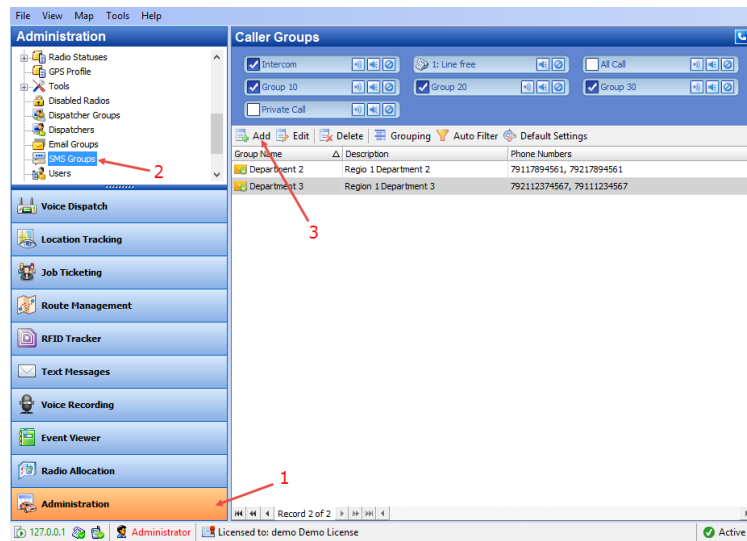 File View Map Tools Help
Administration
Caller Groups
Radio Statuses
GPS Profile
Tools
Disabled Radios
Dispatcher Groups
Dispatchers
Email Groups
SMS Groups
Users
2
Intercom
1: Line free
All Call
Group 10
Group 20
Group 30
Private Call
Add Edit Delete Grouping Auto Filter Default Settings
Group Name Description Phone Numbers
Department 2 Regio 1 Department 2 79117894561, 79217894561
Department 3 Region 1 Department 3 792112374567, 79111234567
3
Voice Dispatch
Location Tracking
Job Ticketing
Route Management
RFID Tracker
Text Messages
Voice Recording
Event Viewer
Radio Allocation
Administration
1
Record 2 of 2
127.0.0.1 Administrator Licensed to: demo Demo License Active